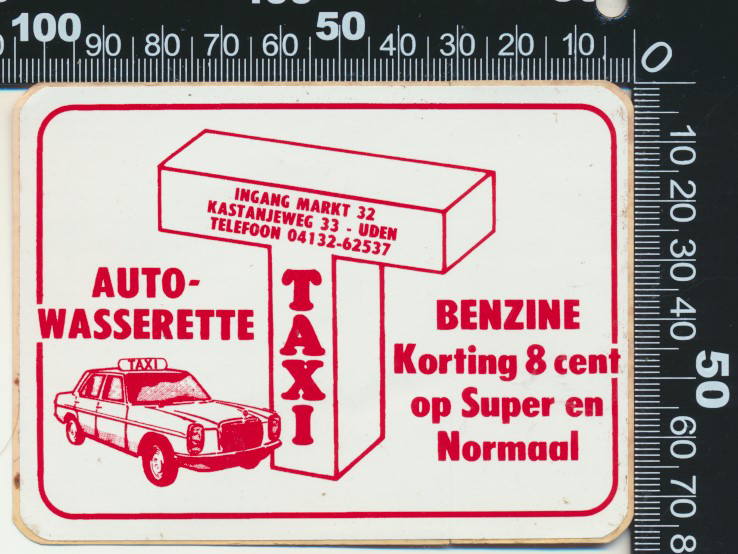 100 90 80 70 60 50 40 30 20 10 0
INGANG MARKT 32
KASTANJEWEG 33 - UDEN
TELEFOON 04132-62537
AUTO-
WASSERETTE
TAXI
TAXI
BENZINE
Korting 8 cent
op Super en
Normaal
10
20
30
40
50
60
70